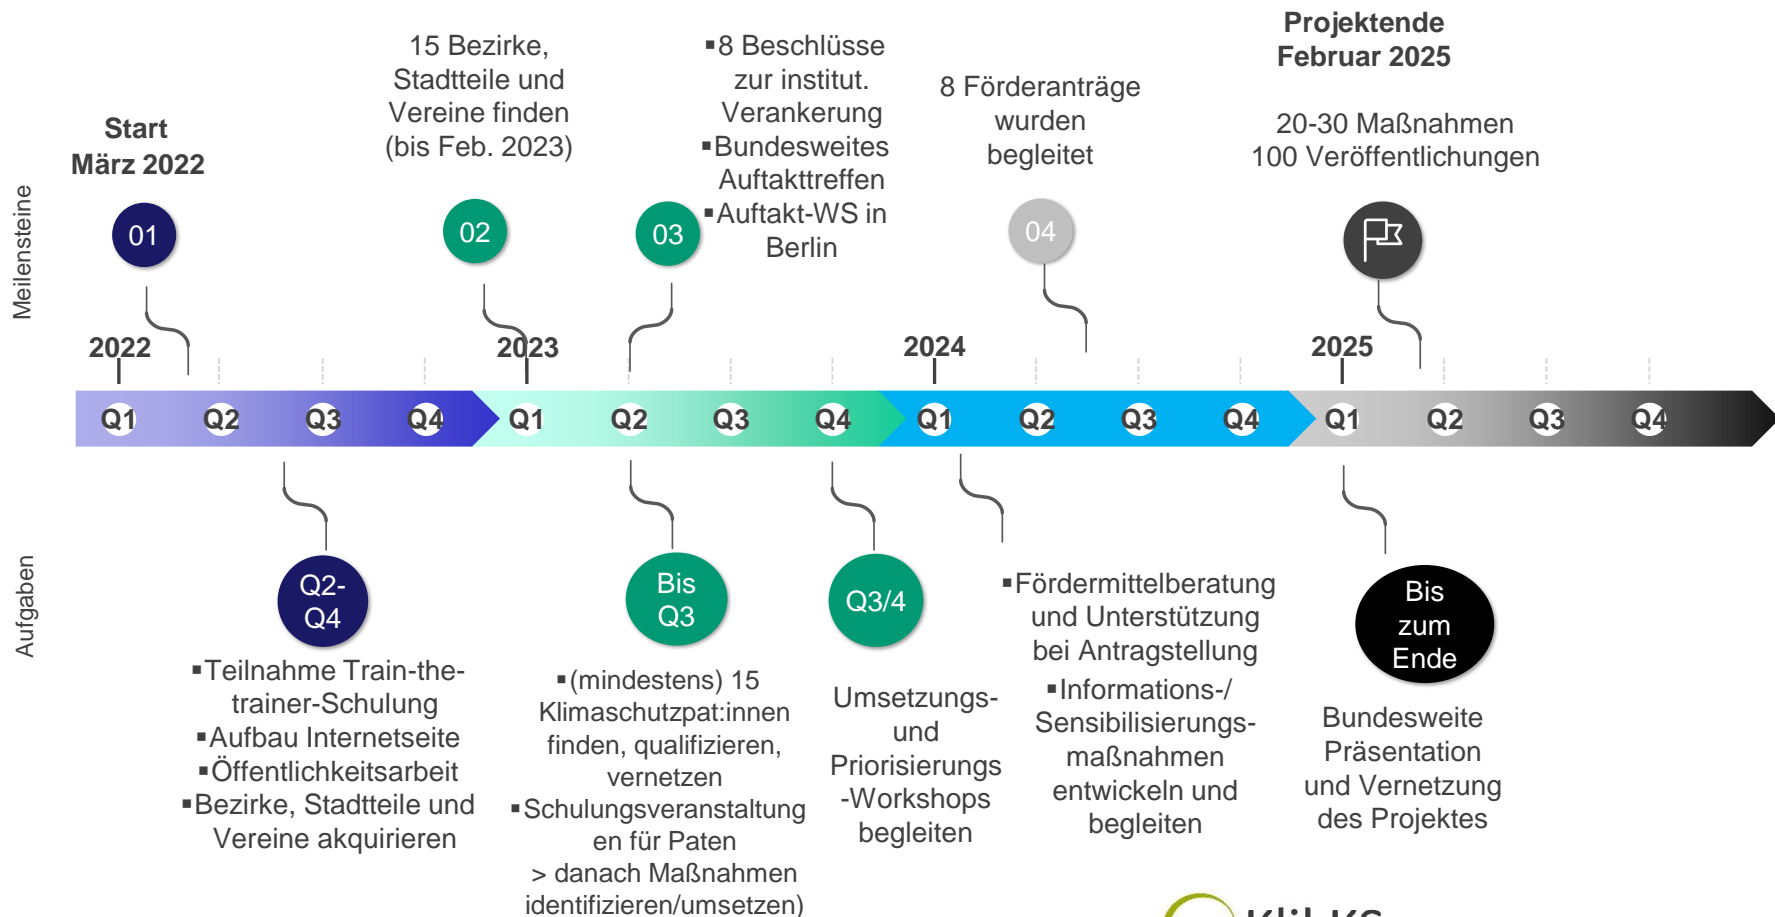 Meilensteine
Start
März 2022
01
15 Bezirke,
Stadtteile und
Vereine finden
(bis Feb. 2023)
02
▪8 Beschlüsse
zur institut.
Verankerung
▪Bundesweites
Auftakttreffen
▪Auftakt-WS in
Berlin
03
8 Förderanträge
wurden
begleitet
04
Projektende
Februar 2025
20-30 Maßnahmen
100 Veröffentlichungen
2022
2023
2024
2025
Q1 Q2 Q3 Q4 Q1 Q2 Q3 Q4 Q1 Q2 Q3 Q4 Q1 Q2 Q3 Q4
Aufgaben
Q2-
Q4
▪Teilnahme Train-the-
trainer-Schulung
▪Aufbau Internetseite
▪Öffentlichkeitsarbeit
▪Bezirke, Stadtteile und
Vereine akquirieren
Bis
Q3
▪(mindestens) 15
Klimaschutzpat:innen
finden, qualifizieren,
vernetzen
▪Schulungsveranstaltung
en für Paten
> danach Maßnahmen
identifizieren/umsetzen)
Q3/4
Umsetzungs-
und
Priorisierungs
-Workshops
begleiten
▪Fördermittelberatung
und Unterstützung
bei Antragstellung
▪Informations-/
Sensibilisierungs-
maßnahmen
entwickeln und
begleiten
Bis
zum
Ende
Bundesweite
Präsentation
und Vernetzung
des Projektes